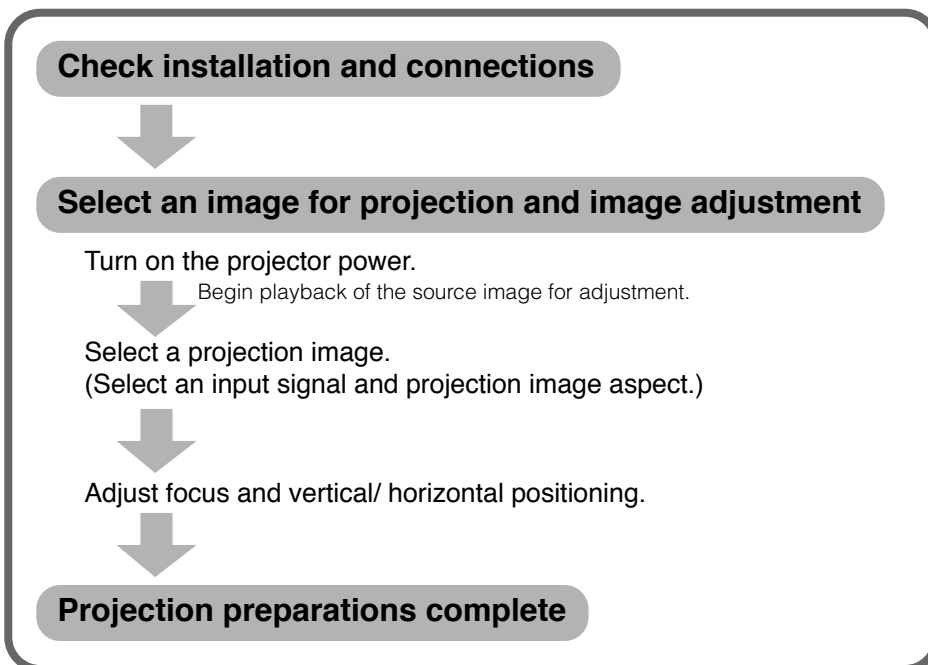 Check installation and connections
Select an image for projection and image adjustment
Turn on the projector power.
Begin playback of the source image for adjustment.
Select a projection image.
(Select an input signal and projection image aspect.)
Adjust focus and vertical/ horizontal positioning.
Projection preparations complete